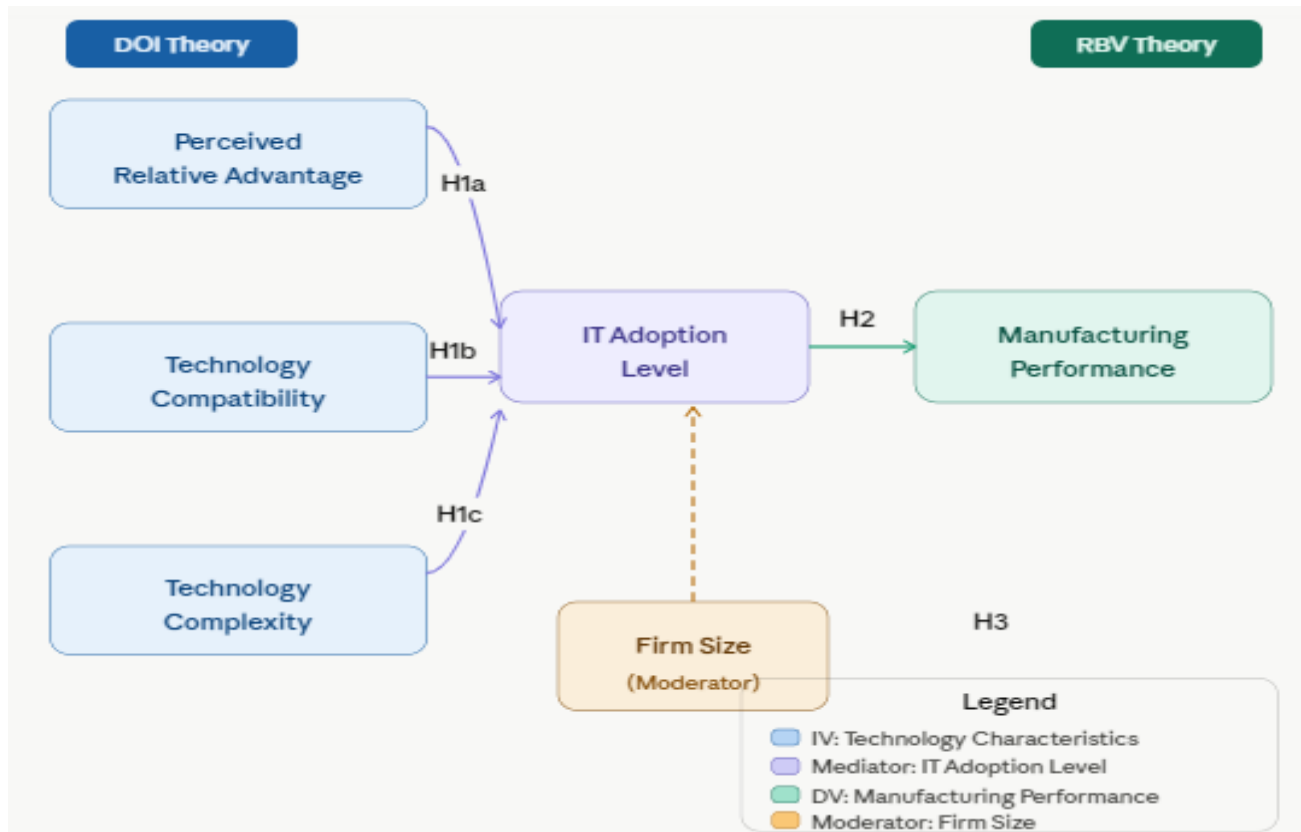 DOI Theory
RBV Theory
Perceived
Relative Advantage
H1a
Technology
Compatibility
H1b
IT Adoption
Level
H2
Manufacturing
Performance
H1c
Technology
Complexity
Firm Size
(Moderator)
H3
Legend
IV: Technology Characteristics
Mediator: IT Adoption Level
DV: Manufacturing Performance
Moderator: Firm Size